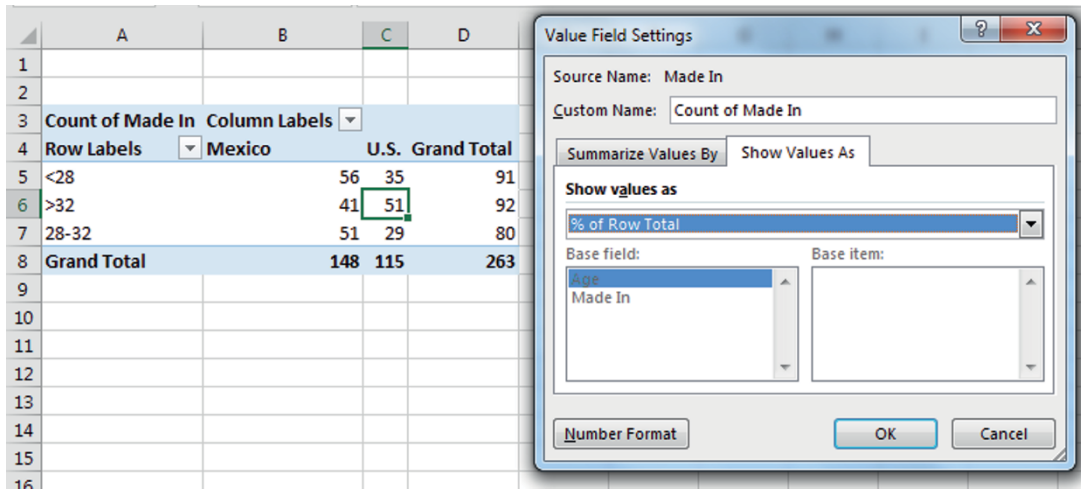 A B C D
1
2
3 Count of Made In Column Labels
4 Row Labels Mexico U.S. Grand Total
5 <28 56 35 91
6 >32 41 51 92
7 28-32 51 29 80
8 Grand Total 148 115 263
9
10
11
12
13
14
15
16
Value Field Settings
Source Name: Made In
Custom Name: Count of Made In
Summarize Values By Show Values As
Show values as
% of Row Total
Base field: Base item:
Age
Made In
Number Format OK Cancel